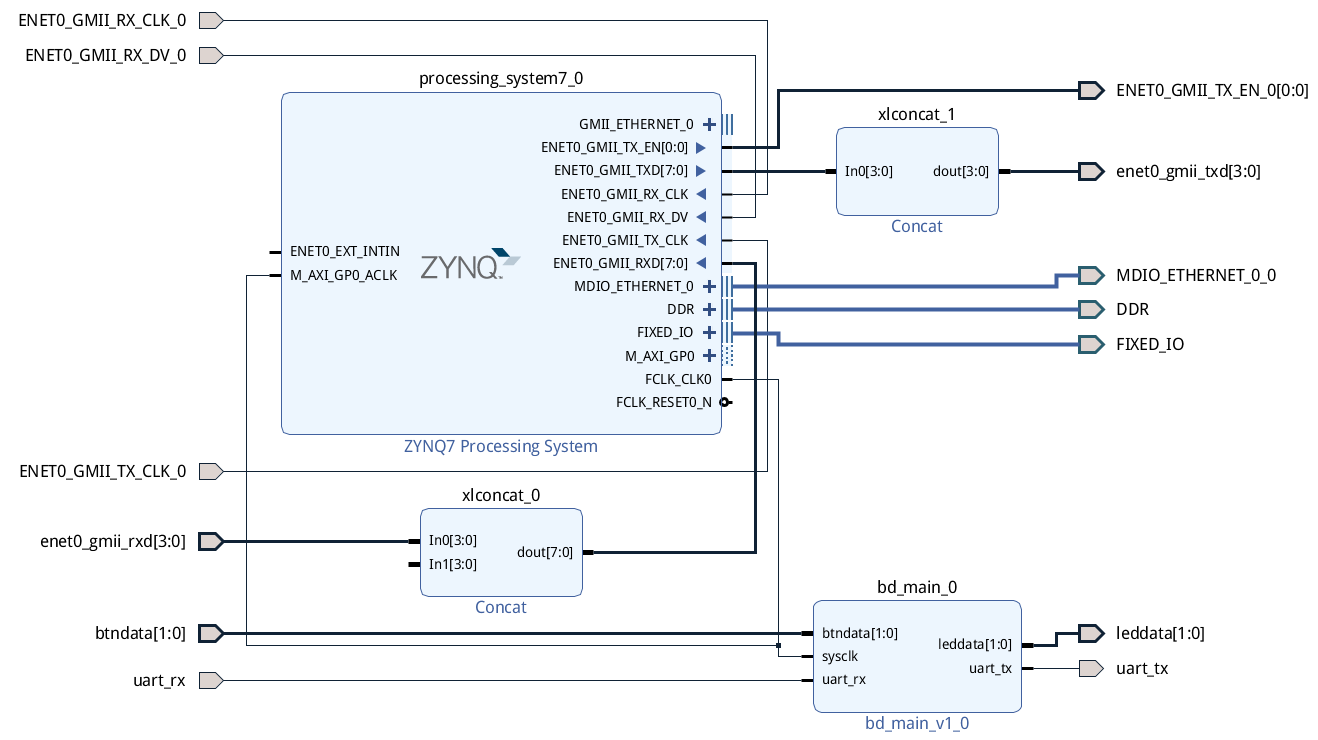 ENET0_GMII_RX_CLK_0
ENET0_GMII_RX_DV_0
processing_system7_0
GMII_ETHERNET_0
ENET0_GMII_TX_EN[0:0]
ENET0_GMII_TXD[7:0]
ENET0_GMII_RX_CLK
ENET0_GMII_RX_DV
ENET0_GMII_TX_CLK
ENET0_GMII_RXD[7:0]
MDIO_ETHERNET_0
DDR
FIXED_IO
M_AXI_GP0
FCLK_CLK0
FCLK_RESET0_N
ENET0_EXT_INTIN
M_AXI_GP0_ACLK
ZYNQ
ZYNQ7 Processing System
xlconcat_1
In0[3:0] dout[3:0]
Concat
ENET0_GMII_TX_EN_0[0:0]
enet0_gmii_txd[3:0]
MDIO_ETHERNET_0_0
DDR
FIXED_IO
ENET0_GMII_TX_CLK_0
xlconcat_0
enet0_gmii_rxd[3:0]
In0[3:0]
In1[3:0]
dout[7:0]
Concat
bd_main_0
btndata[1:0]
uart_rx
btndata[1:0]
sysclk
uart_rx
leddata[1:0]
uart_tx
bd_main_v1_0
leddata[1:0]
uart_tx